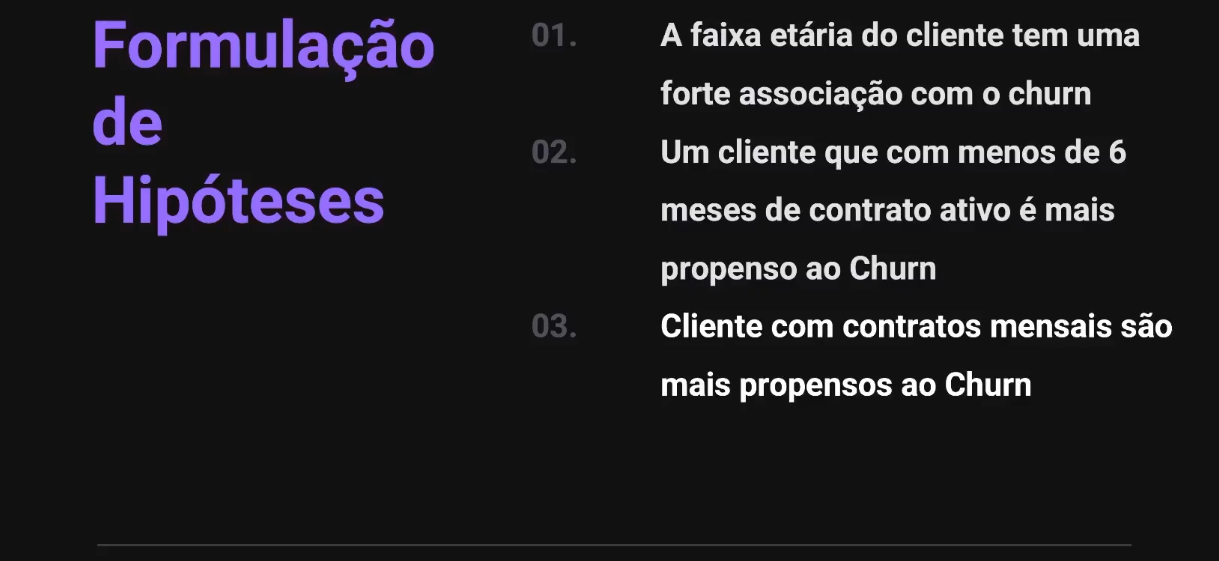 Formulação
de
Hipóteses
01.
A faixa etária do cliente tem uma
forte associação com o churn
02.
Um cliente que com menos de 6
meses de contrato ativo é mais
propenso ao Churn
03.
Cliente com contratos mensais são
mais propensos ao Churn